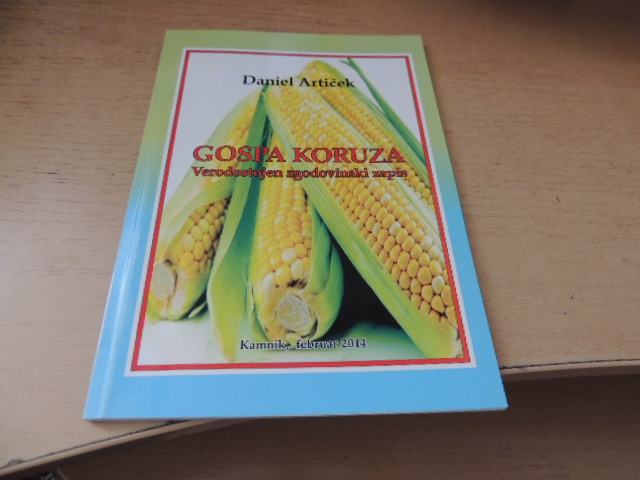 Daniel Artiček
GOSPA KORUZA
Verodostojen zgodovinski zapis
Kamnik, februar 2014